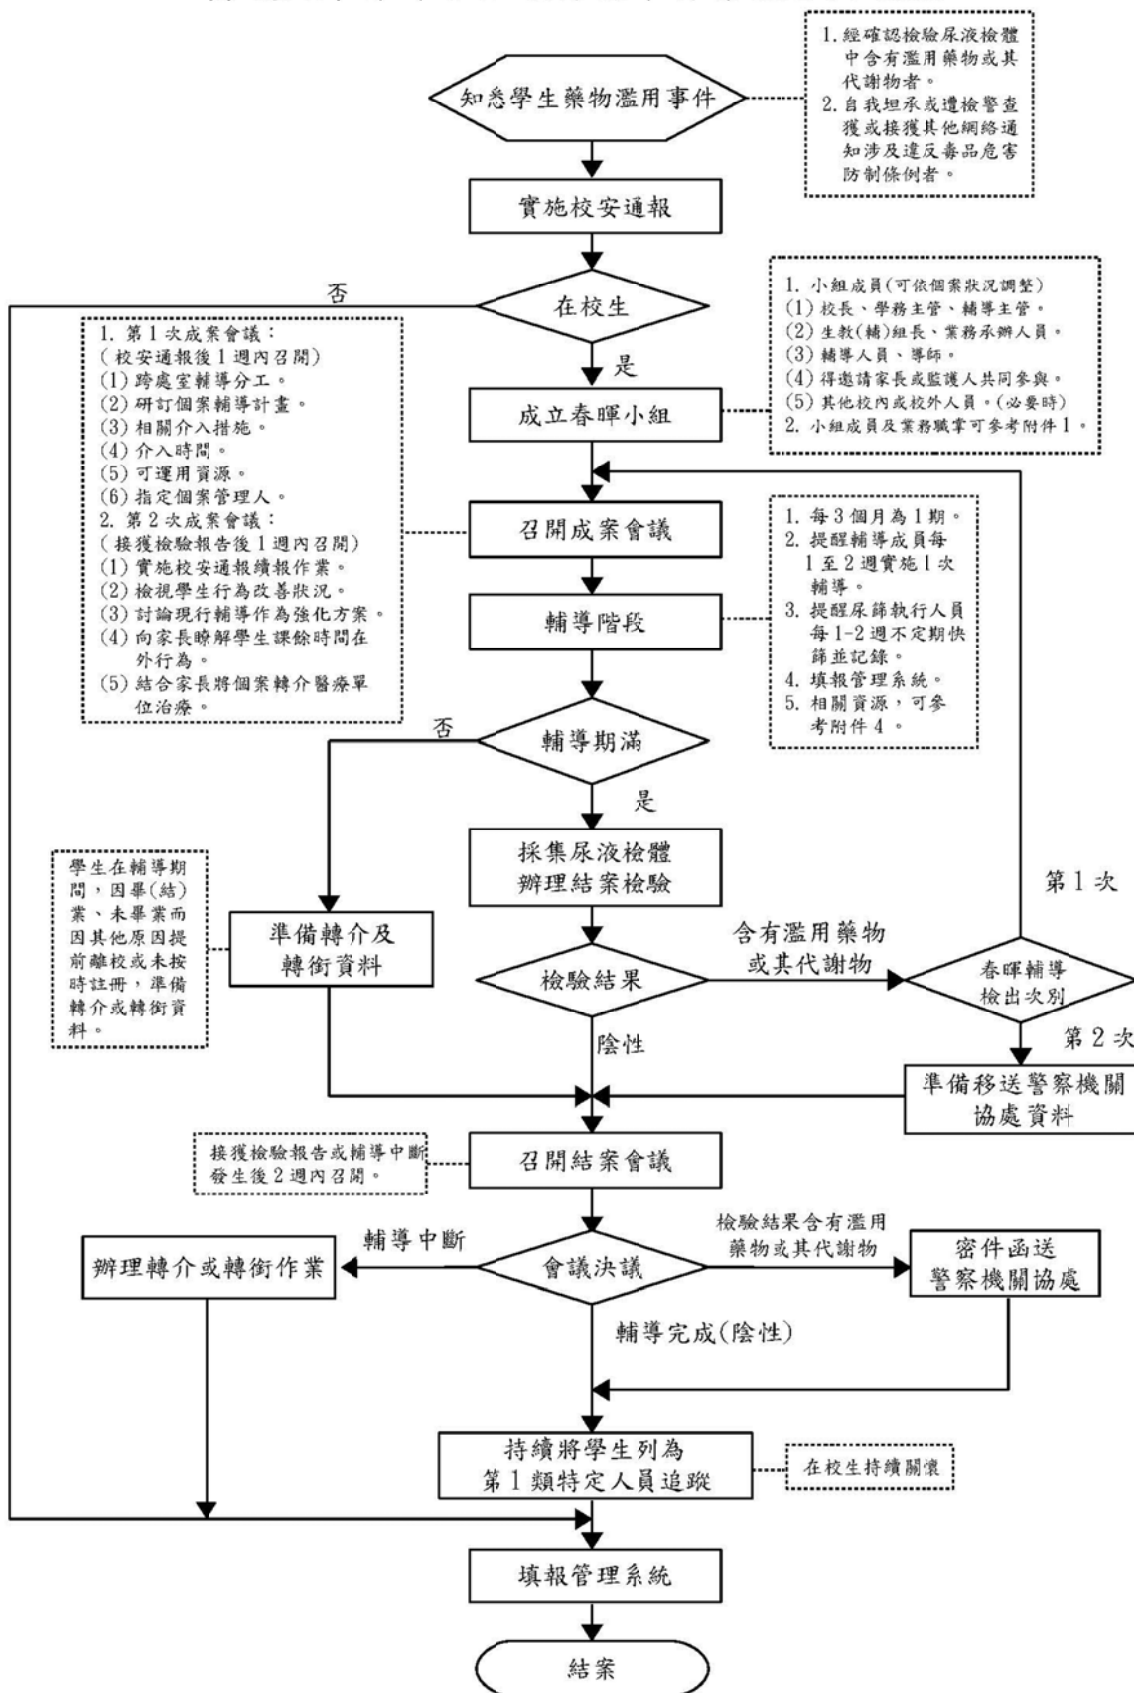 知悉學生藥物濫用事件
1. 經確認檢驗尿液檢體
中含有濫用藥物或其
代謝物者。
2. 自我坦承或遭檢警查
獲或接獲其他網絡通
知涉及違反毒品危害
防制條例者。
實施校安通報
在校生
否
是
1. 小組成員(可依個案狀況調整)
(1) 校長、學務主管、輔導主管。
(2) 生教(輔)組長、業務承辦人員。
(3) 輔導人員、導師。
(4) 得邀請家長或監護人共同參與。
(5) 其他校內或校外人員。(必要時)
2. 小組成員及業務職掌可參考附件1。
成立春暉小組
1. 第1次成案會議：
(校安通報後1週內召開)
(1) 跨處室輔導分工。
(2) 研訂個案輔導計畫。
(3) 相關介入措施。
(4) 介入時間。
(5) 可運用資源。
(6) 指定個案管理人。
2. 第2次成案會議：
(接獲檢驗報告後1週內召開)
(1) 實施校安通報續報作業。
(2) 檢視學生行為改善狀況。
(3) 討論現行輔導作為強化方案。
(4) 向家長瞭解學生課餘時間在
外行為。
(5) 結合家長將個案轉介醫療單
位治療。
召開成案會議
輔導階段
1. 每3個月為1期。
2. 提醒輔導成員每
1至2週實施1次
輔導。
3. 提醒尿篩執行人員
每1-2週不定期快
篩並記錄。
4. 填報管理系統。
5. 相關資源，可參
考附件4。
輔導期滿
否
是
採集尿液檢體
辦理結案檢驗
學生在輔導期
間，因畢(結)
業、未畢業而
因其他原因提
前離校或未按
時註冊，準備
轉介或轉銜資
料。
準備轉介及
轉銜資料
檢驗結果
含有濫用藥物
或其代謝物
春暉輔導
檢出次別
第1次
第2次
陰性
準備移送警察機關
協處資料
接獲檢驗報告或輔導中斷
發生後2週內召開。
召開結案會議
會議決議
輔導中斷
辦理轉介或轉銜作業
檢驗結果含有濫用
藥物或其代謝物
密件函送
警察機關協處
輔導完成(陰性)
持續將學生列為
第1類特定人員追蹤
在校生持續關懷
填報管理系統
結案